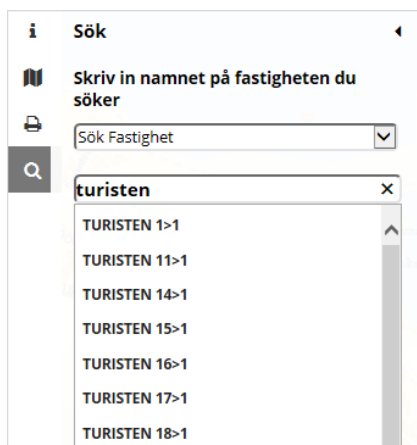 Sök
Skriv in namnet på fastigheten du
söker
Sök Fastighet
turisten
TURISTEN 1>1
TURISTEN 11>1
TURISTEN 14>1
TURISTEN 15>1
TURISTEN 16>1
TURISTEN 17>1
TURISTEN 18>1